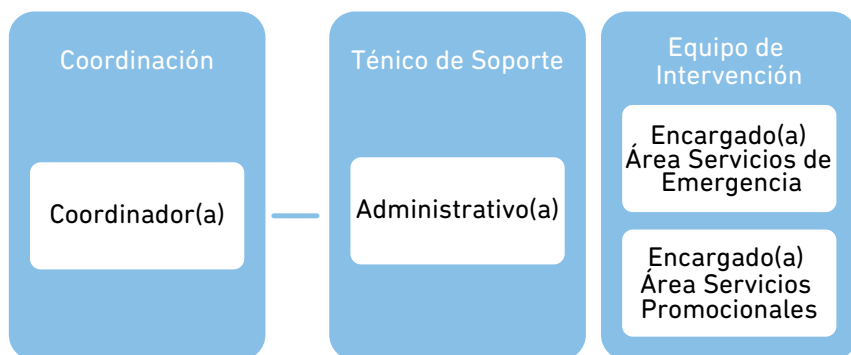 Coordinación
Coordinador(a)
Ténico de Soporte
Administrativo(a)
Equipo de
Intervención
Encargado(a)
Área Servicios de
Emergencia
Encargado(a)
Área Servicios
Promocionales